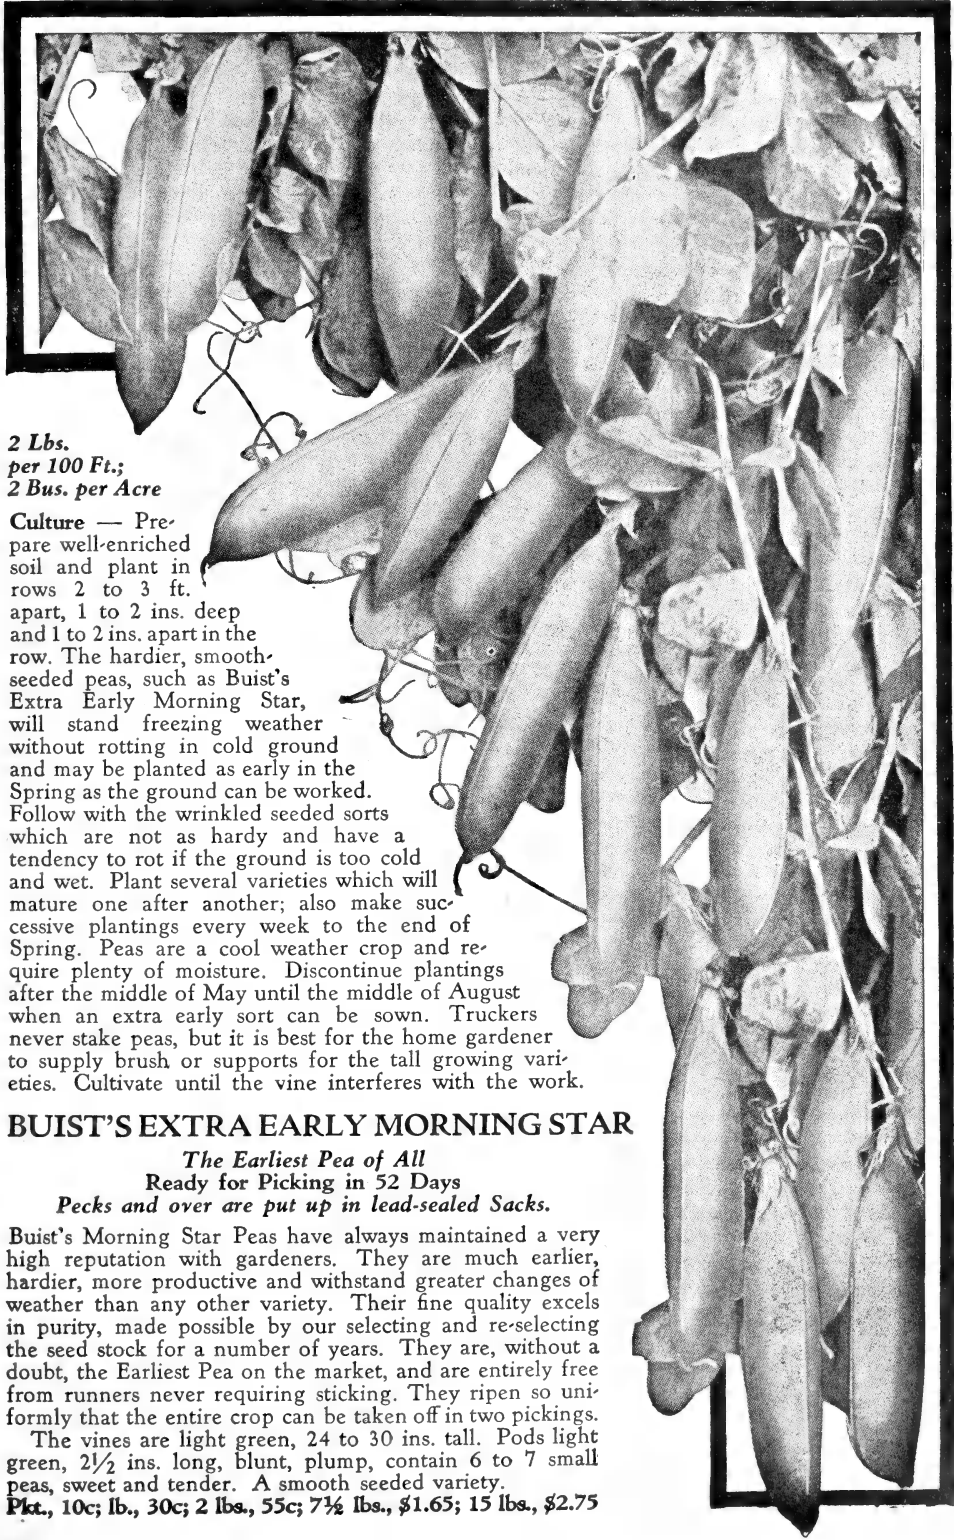 2 Lbs.
per 100 Ft.;
2 Bus. per Acre
Culture — Pre-
pare well-enriched
soil and plant in
rows 2 to 3 ft.
apart, 1 to 2 ins. deep
and 1 to 2 ins. apart in the
row. The hardier, smooth-
seeded peas, such as Buist's
Extra Early Morning Star,
will stand freezing weather
without rotting in cold ground
and may be planted as early in the
Spring as the ground can be worked.
Follow with the wrinkled seeded sorts
which are not as hardy and have a
tendency to rot if the ground is too cold
and wet. Plant several varieties which will
mature one after another; also make suc-
cessive plantings every week to the end of
Spring. Peas are a cool weather crop and re-
quire plenty of moisture. Discontinue plantings
after the middle of May until the middle of August
when an extra early sort can be sown. Truckers
never stake peas, but it is best for the home gardener
to supply brush or supports for the tall growing vari-
eties. Cultivate until the vine interferes with the work.
BUIST'S EXTRA EARLY MORNING STAR
The Earliest Pea of All
Ready for Picking in 52 Days
Pecks and over are put up in lead-sealed Sacks.
Buist's Morning Star Peas have always maintained a very
high reputation with gardeners. They are much earlier,
hardier, more productive and withstand greater changes of
weather than any other variety. Their fine quality excels
in purity, made possible by our selecting and re-selecting
the seed stock for a number of years. They are, without a
doubt, the Earliest Pea on the market, and are entirely free
from runners never requiring sticking. They ripen so uni-
formly that the entire crop can be taken off in two pickings.
The vines are light green, 24 to 30 ins. tall. Pods light
green, 2½ ins. long, blunt, plump, contain 6 to 7 small
peas, sweet and tender. A smooth seeded variety.
Pkt., 10c; lb., 30c; 2 lbs., 55c; 7½ lbs., $1.65; 15 lbs., $2.75